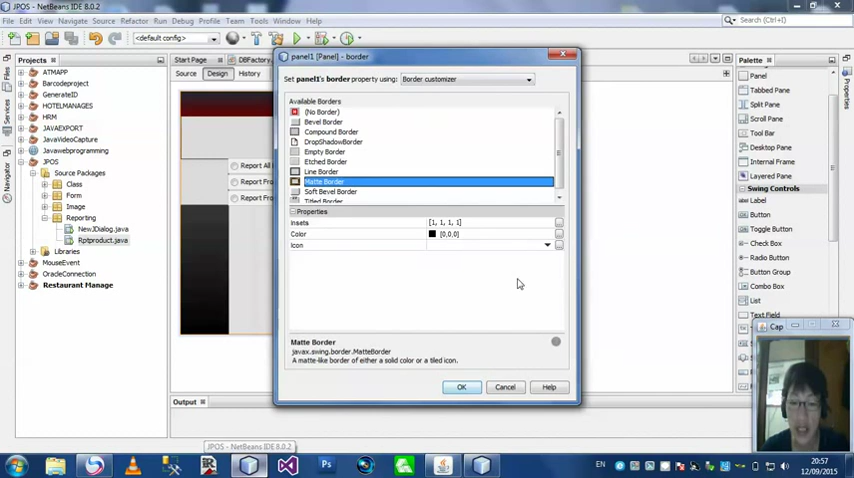 JPOS - NetBeans IDE 8.0.2
File Edit View Navigate Source Refactor Run Debug Profile Team Tools Window Help
Search (Ctrl+I)
<default config>
Projects
Start Page
DBFactory
Source Design History
ATMAPP
Barcodeproject
GenerateID
HOTELMANAGES
HRM
JAVAEXPORT
JavaVideoCapture
Javawebprogramming
JPOS
Source Packages
Class
Form
Image
Reporting
NewJDialog.java
Rptproduct.java
Libraries
MouseEvent
OracleConnection
Restaurant Manage
Files
Services
Navigator
Report All
Report Fro
Report Fro
panel1 [Panel] - border
Set panel1's border property using: Border customizer
Available Borders
(No Border)
Bevel Border
Compound Border
DropShadowBorder
Empty Border
Etched Border
Line Border
Matte Border
Soft Bevel Border
Titled Border
Properties
Insets [1, 1, 1, 1]
Color [0,0,0]
Icon
Matte Border
javax.swing.border.MatteBorder
A matte-like border of either a solid color or a tiled icon.
OK Cancel Help
Palette
Panel
Tabbed Pane
Split Pane
Scroll Pane
Tool Bar
Desktop Pane
Internal Frame
Layered Pane
Swing Controls
Label
Button
Toggle Button
Check Box
Radio Button
Button Group
Combo Box
List
Text Field
Properties
Cap
Output
JPOS - NetBeans IDE 8.0.2
Ps
EN
20:57
12/09/2015